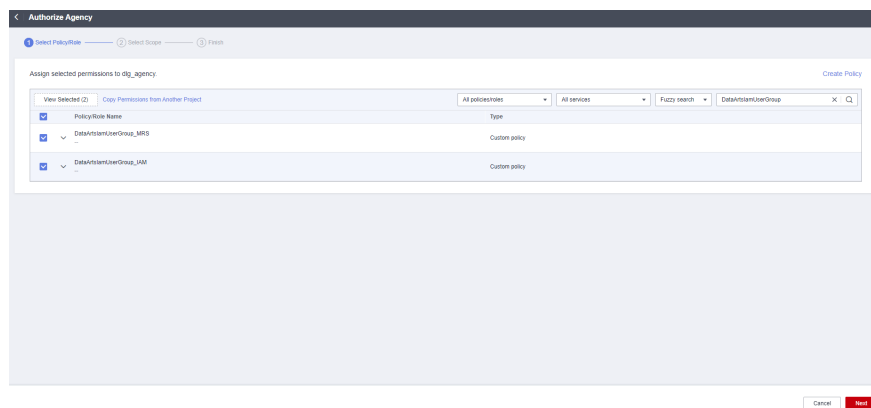 Authorize Agency
1 Select Policy/Role 2 Select Scope 3 Finish
Assign selected permissions to dlg_agency. Create Policy
View Selected (2) Copy Permissions from Another Project All policies/roles All services Fuzzy search DataArtsIamUserGroup
Policy/Role Name Type
DataArtsIamUserGroup_MRS
--
Custom policy
DataArtsIamUserGroup_IAM
--
Custom policy
Cancel Next